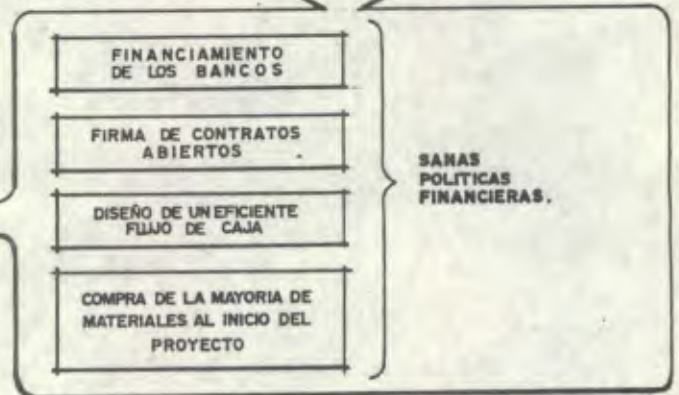 FINANCIAMIENTO
DE LOS BANCOS
FIRMA DE CONTRATOS
ABIERTOS
DISEÑO DE UN EFICIENTE
FLUJO DE CAJA
COMPRA DE LA MAYORIA DE
MATERIALES AL INICIO DEL
PROYECTO
SANAS
POLITICAS
FINANCIERAS.